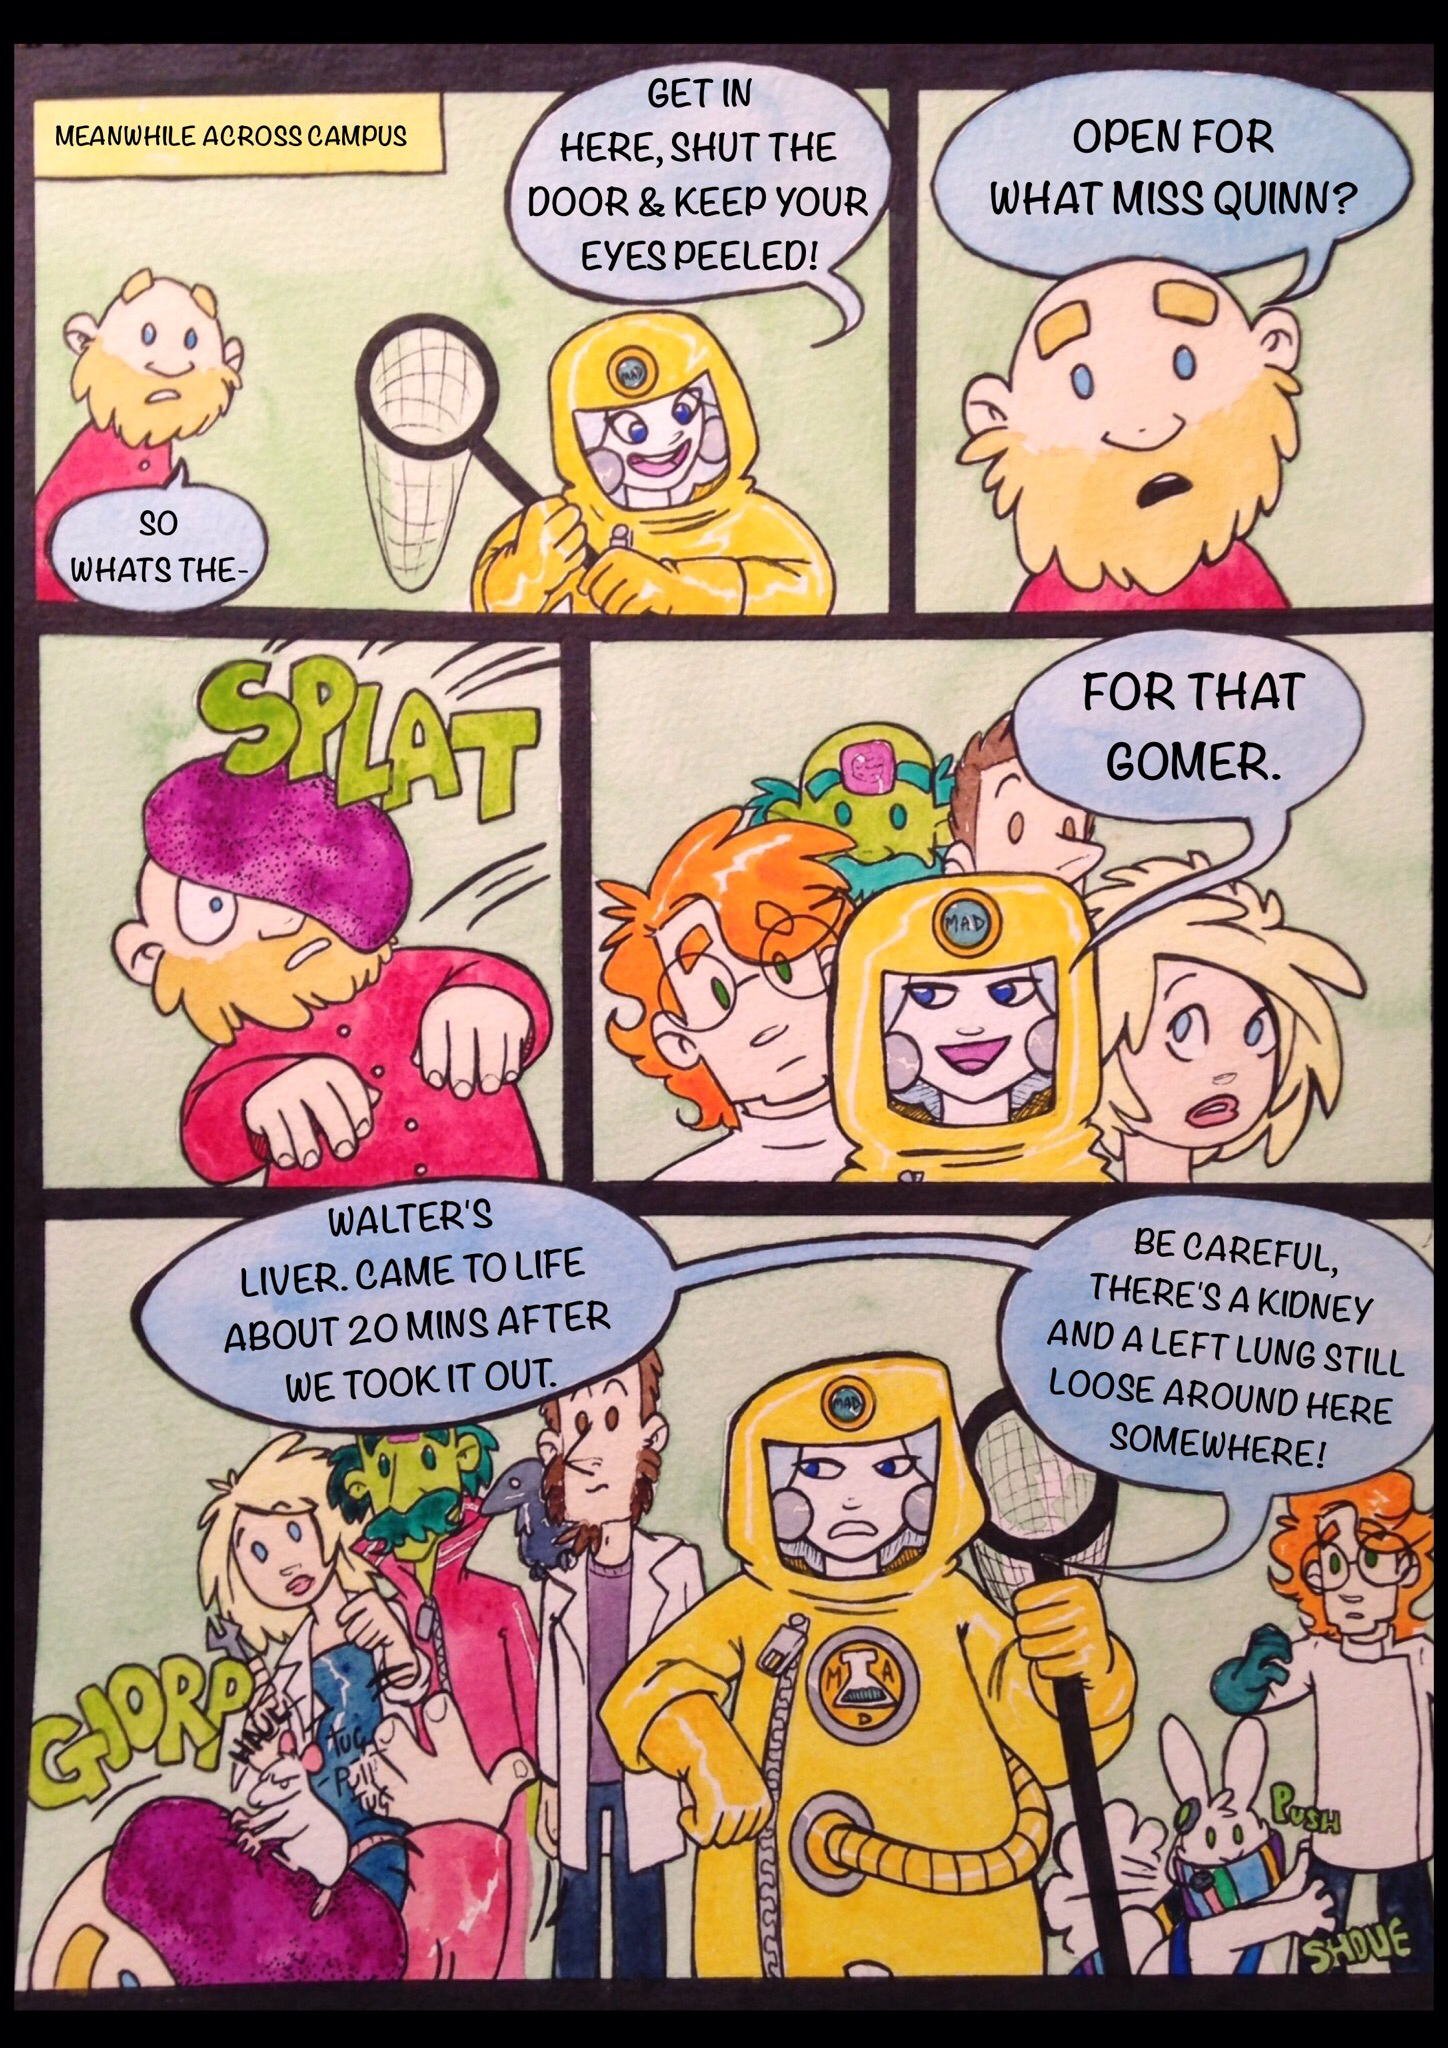 MEANWHILE ACROSS CAMPUS
GET IN
HERE, SHUT THE
DOOR & KEEP YOUR
EYES PEELED!
MAD
SO
WHATS THE-
OPEN FOR
WHAT MISS QUINN?
SPLAT
FOR THAT
GOMER.
MAD
WALTER'S
LIVER. CAME TO LIFE
ABOUT 20 MINS AFTER
WE TOOK IT OUT.
BE CAREFUL,
THERE'S A KIDNEY
AND A LEFT LUNG STILL
LOOSE AROUND HERE
SOMEWHERE!
MAD
M A
D
GJORP
TUG
PULL
TUG
PUSH
SHOVE